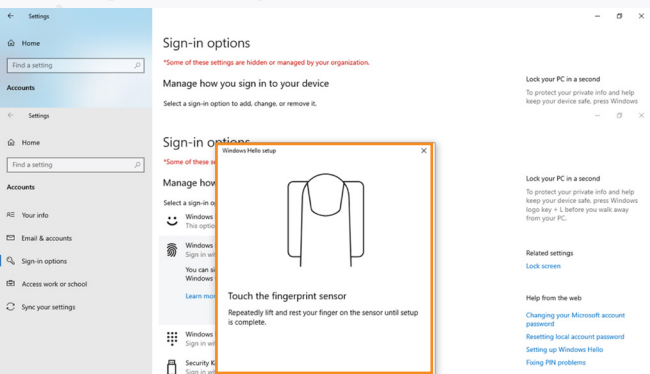 Settings
Home
Find a setting
Accounts
Sign-in options
*Some of these settings are hidden or managed by your organization.
Manage how you sign in to your device
Select a sign-in option to add, change, or remove it.
Lock your PC in a second
To protect your private info and help
keep your device safe, press Windows
Settings
Home
Find a setting
Accounts
Your info
Email & accounts
Sign-in options
Access work or school
Sync your settings
Sign-in options
*Some of these
Manage how
Select a sign-in
Windows
This optio
Windows
Sign in wit
You can si
Windows
Learn mor
Windows
Sign in wit
Security K
Sign in wit
Windows Hello setup
Touch the fingerprint sensor
Repeatedly lift and rest your finger on the sensor until setup
is complete.
Lock your PC in a second
To protect your private info and help
keep your device safe, press Windows
logo key + L before you walk away
from your PC.
Related settings
Lock screen
Help from the web
Changing your Microsoft account
password
Resetting local account password
Setting up Windows Hello
Fixing PIN problems